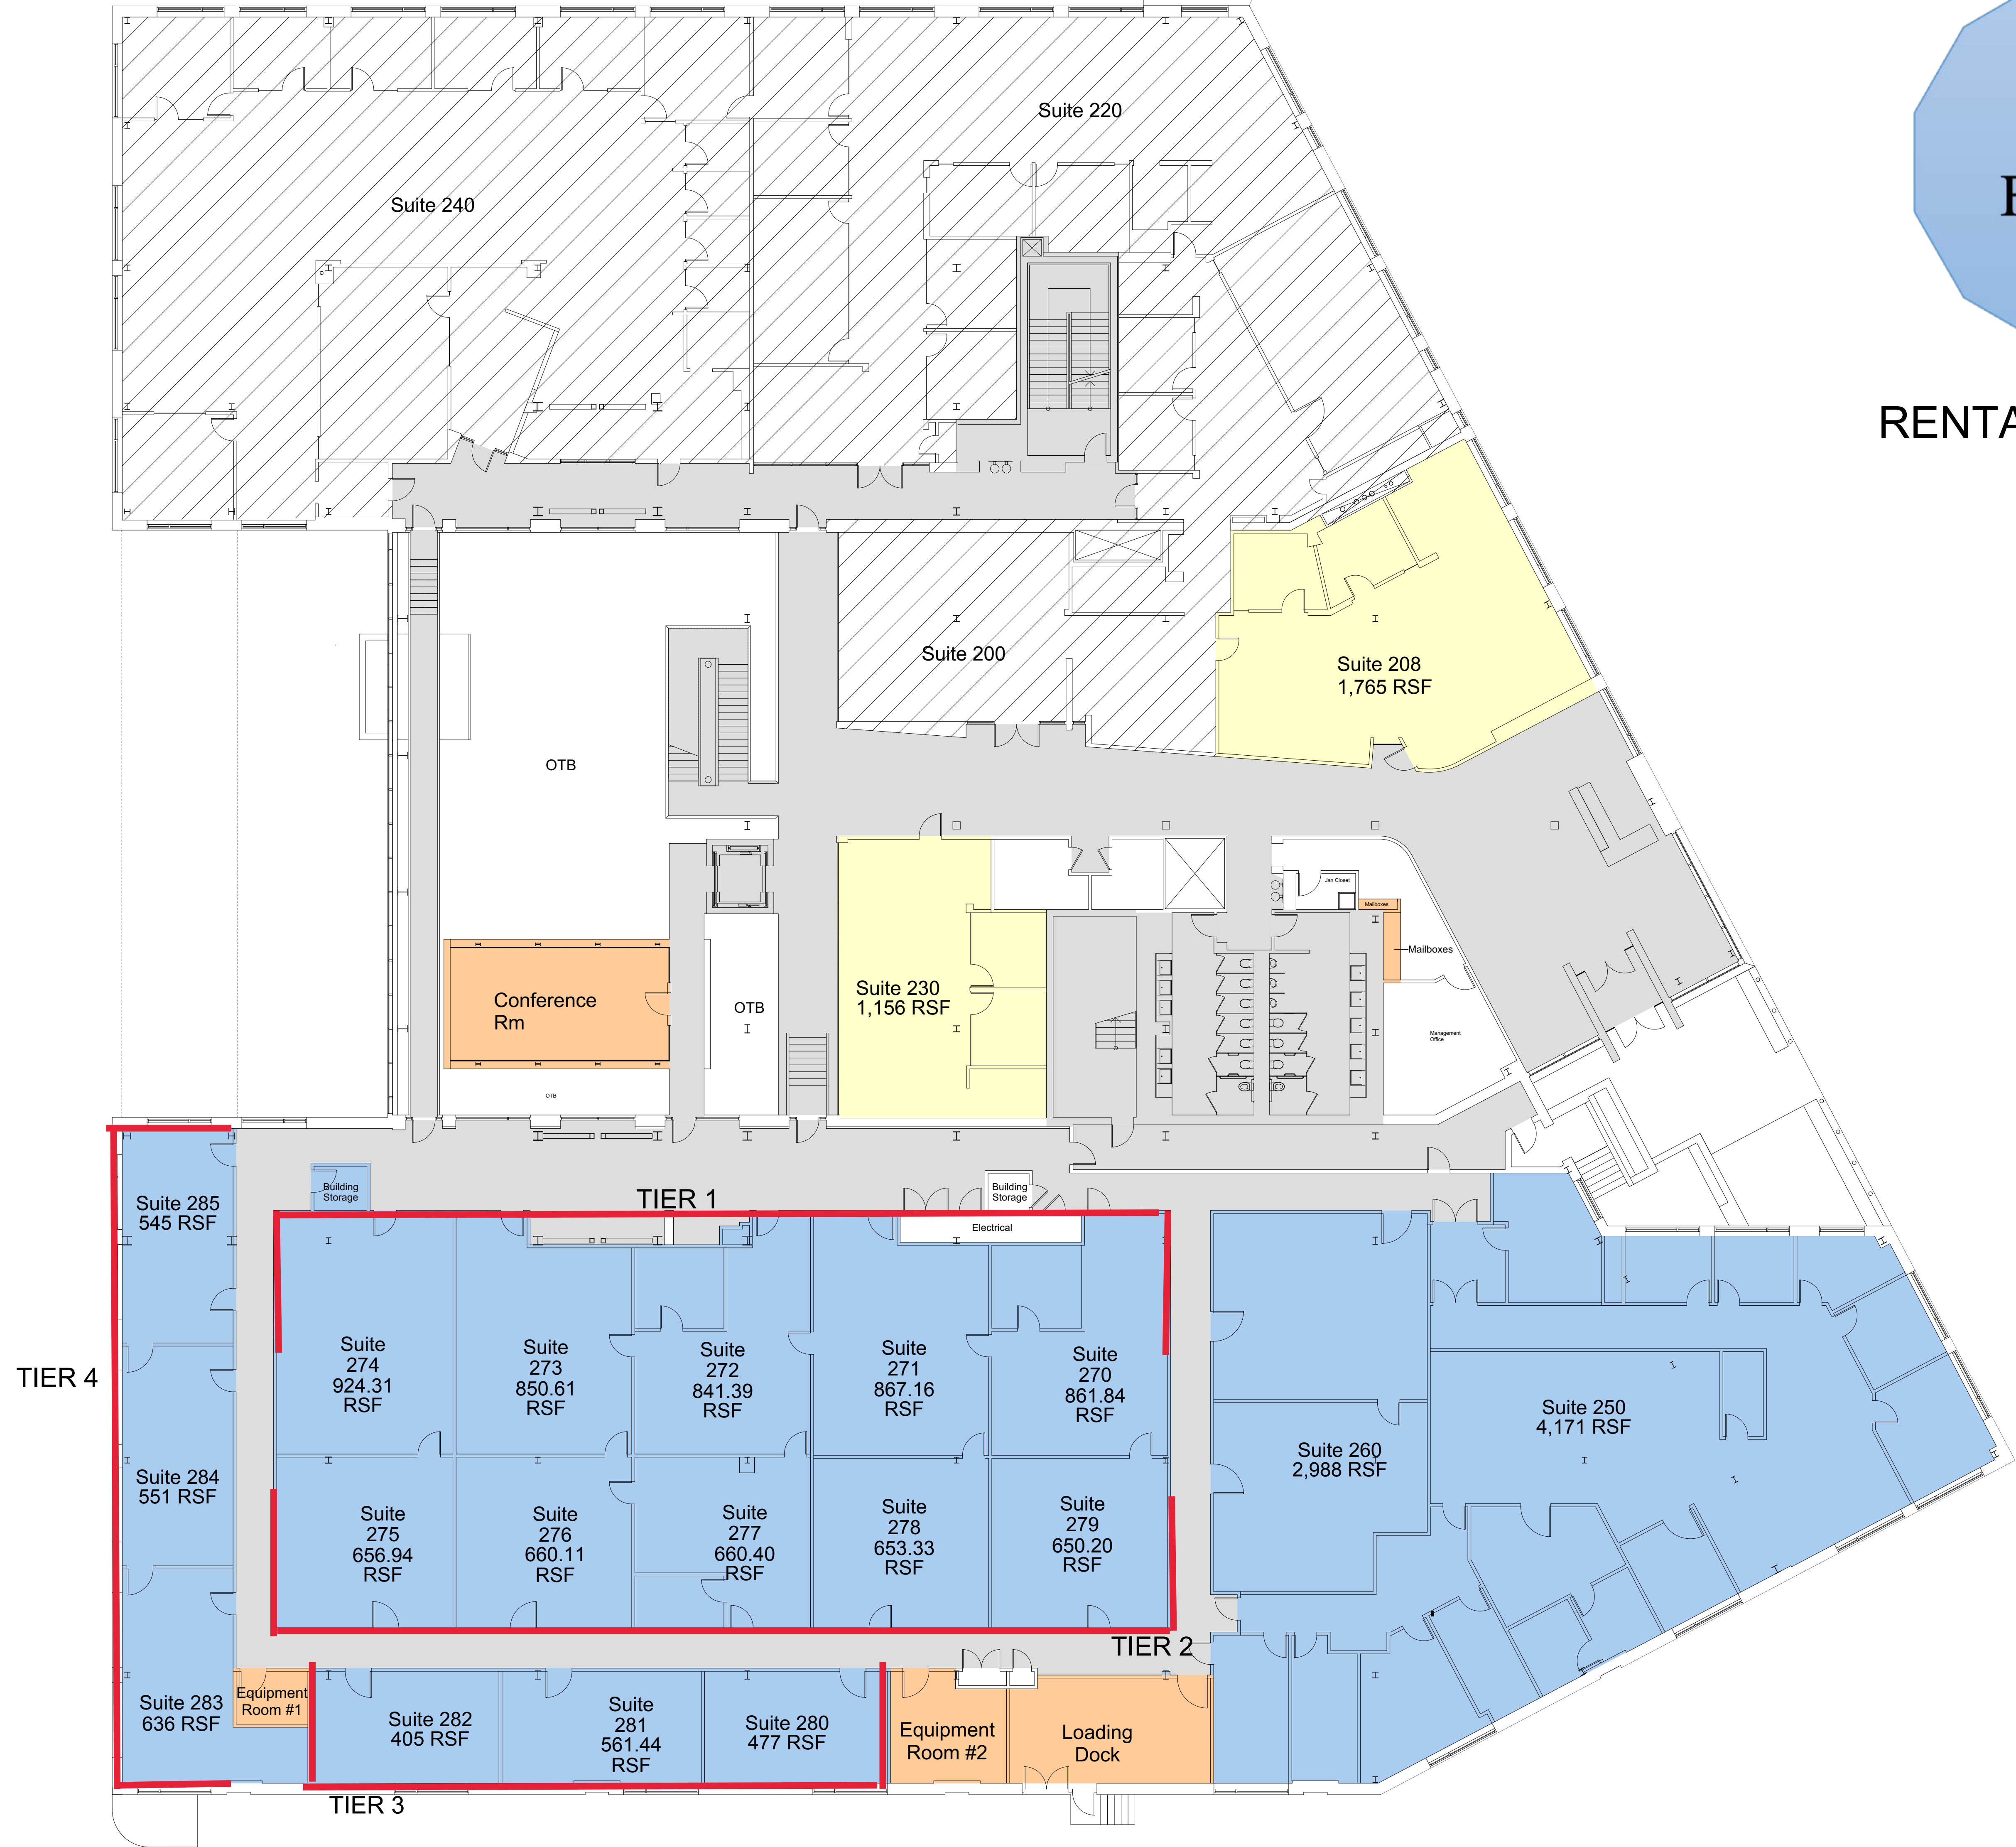 Suite 220
Suite 240
RENTA
Suite 200
Suite 208
1,765 RSF
OTB
Jan Closet
Mailboxes
Mailboxes
Suite 230
1,156 RSF
Conference
Rm
OTB
Management
Office
OTB
Building
Storage
Building
Storage
TIER 1
Suite 285
545 RSF
Electrical
TIER 4
Suite
274
924.31
RSF
Suite
273
850.61
RSF
Suite
272
841.39
RSF
Suite
271
867.16
RSF
Suite
270
861.84
RSF
Suite 250
4,171 RSF
Suite 260
2,988 RSF
Suite 284
551 RSF
Suite
275
656.94
RSF
Suite
276
660.11
RSF
Suite
277
660.40
RSF
Suite
278
653.33
RSF
Suite
279
650.20
RSF
TIER 2
Suite 283
636 RSF
Equipment
Room #1
Suite 282
405 RSF
Suite
281
561.44
RSF
Suite 280
477 RSF
Equipment
Room #2
Loading
Dock
TIER 3